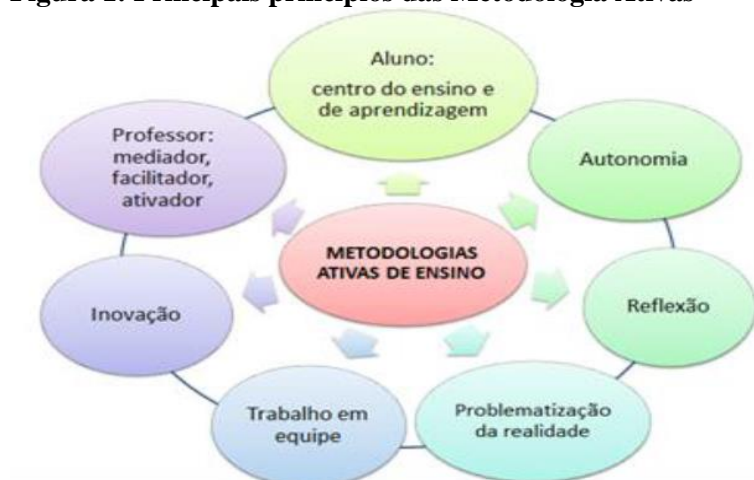 Figura 1: Principais princípios das Metodologia Ativas
Aluno:
centro do ensino e
de aprendizagem
Autonomia
Reflexão
Problematização
da realidade
Trabalho em
equipe
Inovação
Professor:
mediador,
facilitador,
ativador
METODOLOGIAS
ATIVAS DE ENSINO